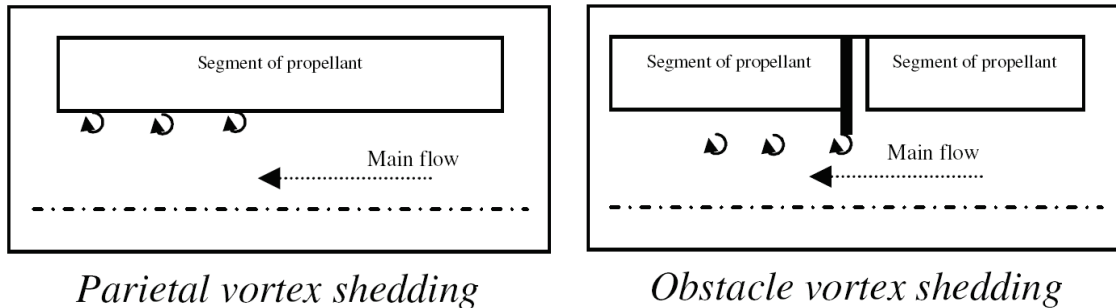 Segment of propellant
Main flow
Parietal vortex shedding
Segment of propellant
Segment of propellant
Main flow
Obstacle vortex shedding